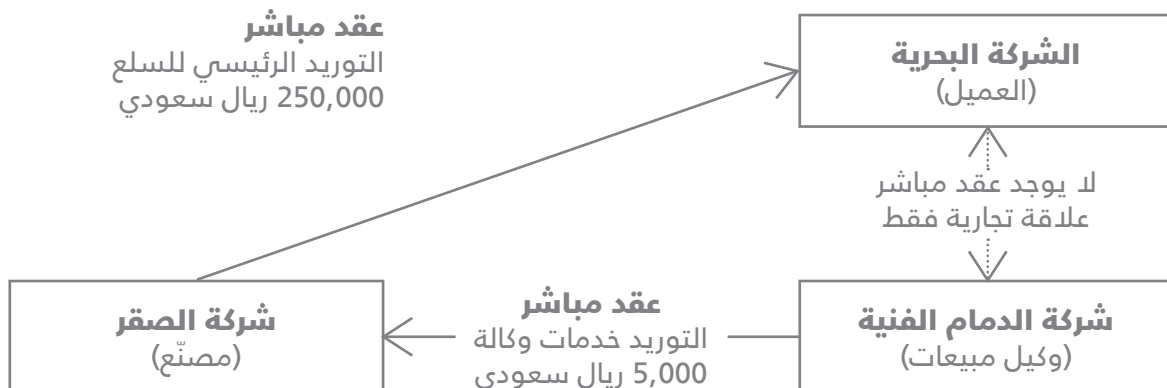 عقد مباشر
التوريد الرئيسي للسلع
250,000 ريال سعودي
الشركة البحرية
(العميل)
لا يوجد عقد مباشر
علاقة تجارية فقط
شركة الدمام الفنية
(وكيل مبيعات)
عقد مباشر
التوريد خدمات وكالة
5,000 ريال سعودي
شركة الصقر
(مصنّع)